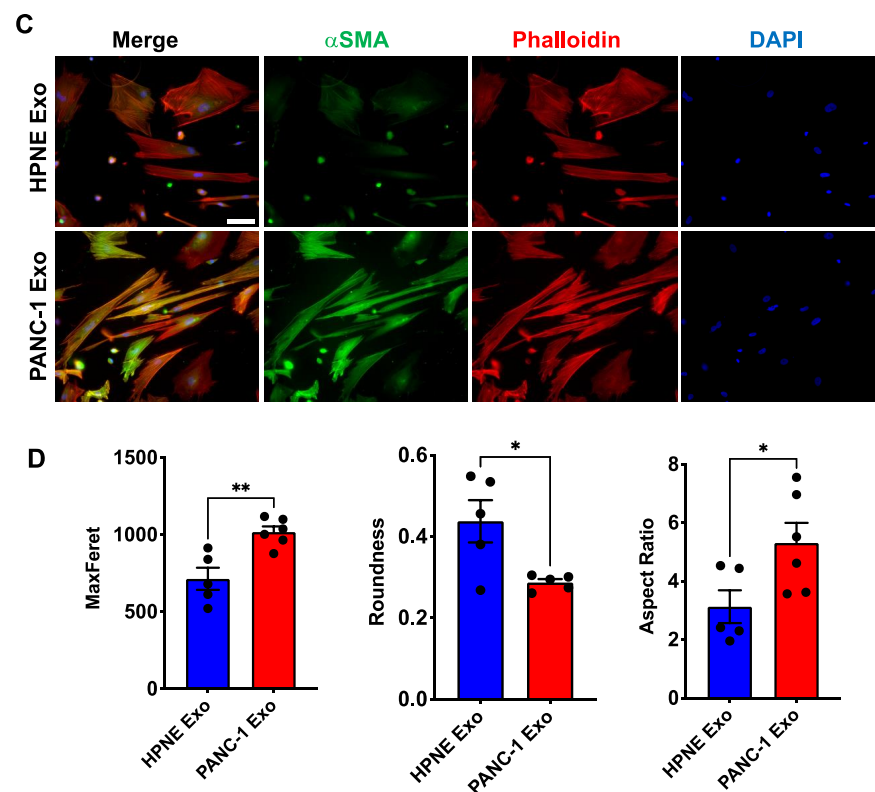 C
Merge
αSMA
Phalloidin
DAPI
HPNE Exo
PANC-1 Exo
D
MaxFeret
1500
1000
500
0
**
HPNE Exo
PANC-1 Exo
Roundness
0.6
0.4
0.2
0.0
*
HPNE Exo
PANC-1 Exo
Aspect Ratio
8
6
4
2
0
*
HPNE Exo
PANC-1 Exo